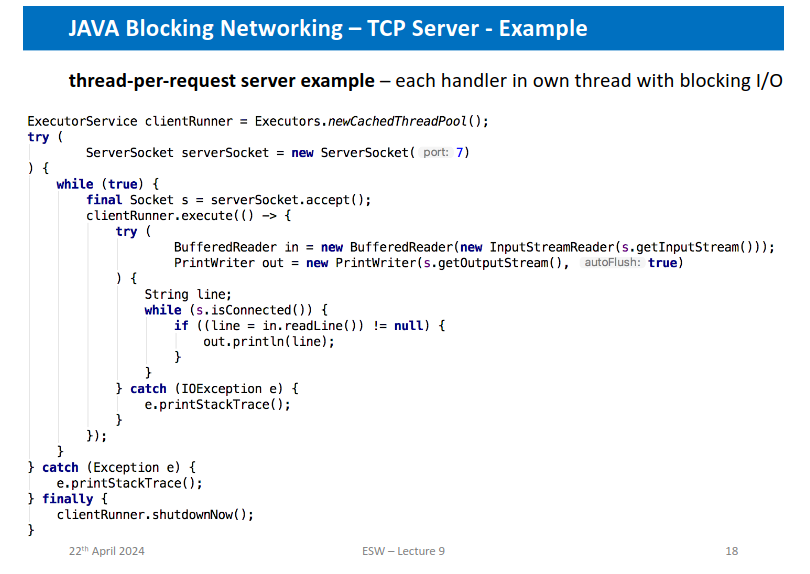 JAVA Blocking Networking – TCP Server - Example
thread-per-request server example – each handler in own thread with blocking I/O
ExecutorService clientRunner = Executors.newCachedThreadPool();
try (
        ServerSocket serverSocket = new ServerSocket( port: 7)
) {
    while (true) {
        final Socket s = serverSocket.accept();
        clientRunner.execute(() -> {
            try (
                    BufferedReader in = new BufferedReader(new InputStreamReader(s.getInputStream()));
                    PrintWriter out = new PrintWriter(s.getOutputStream(), autoFlush: true)
            ) {
                String line;
                while (s.isConnected()) {
                    if ((line = in.readLine()) != null) {
                        out.println(line);
                    }
                }
            } catch (IOException e) {
                e.printStackTrace();
            }
        });
    }
} catch (Exception e) {
    e.printStackTrace();
} finally {
    clientRunner.shutdownNow();
}
22th April 2024
ESW – Lecture 9
18